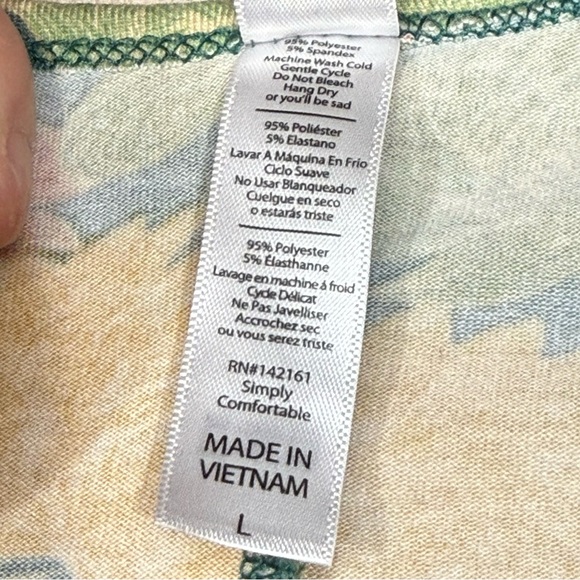 95% Polyester
5% Spandex
Machine Wash Cold
Gentle Cycle
Do Not Bleach
Hang Dry
or you'll be sad
95% Poliéster
5% Elastano
Lavar A Máquina En Frio
Ciclo Suave
No Usar Blanqueador
Cuelgue en seco
o estarás triste
95% Polyester
5% Élasthanne
Lavage en machine á froid
Cycle Délicat
Ne Pas Javelliser
Accrochez sec
ou vous serez triste
RN#142161
Simply
Comfortable
MADE IN
VIETNAM
L